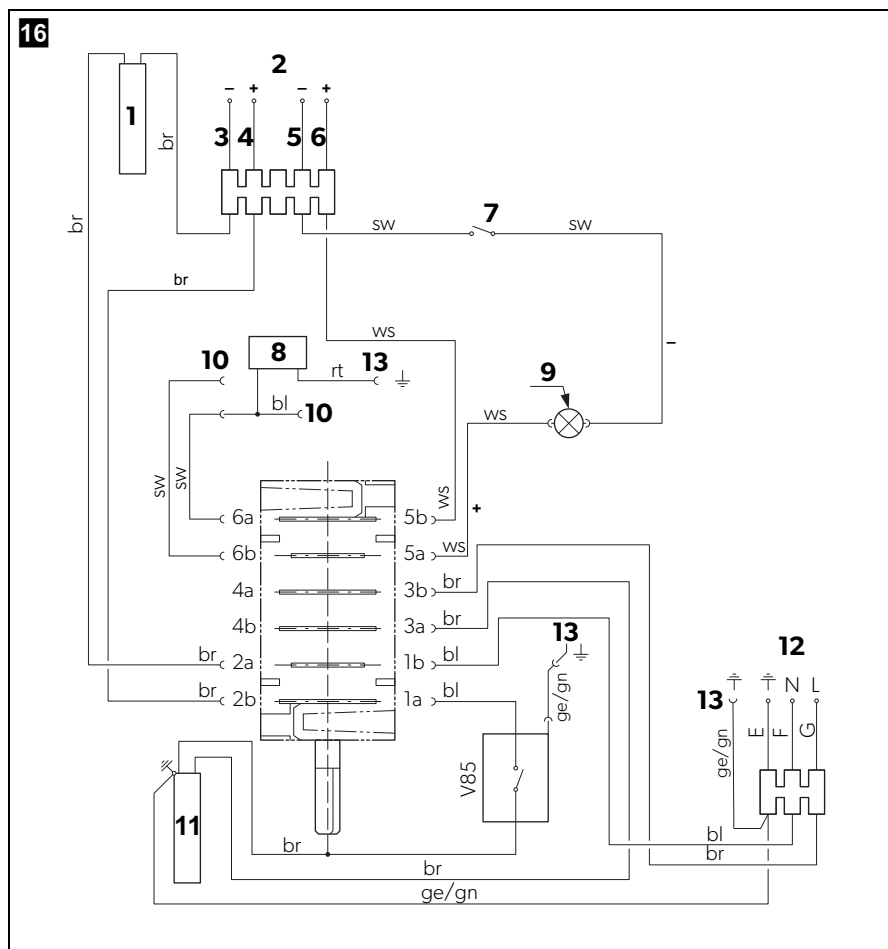 16
2
– + – +
1
3 4 5 6
br
br
sw
7
sw
br
ws
–
10
8
rt
13
9
bl
10
ws
sw
sw
ws
+
6a
5b
6b
5a
ws
4a
3b
br
4b
3a
br
13
br
2a
1b
bl
12
br
2b
1a
bl
ge/gn
13
N L
E F G
ge/gn
V85
11
bl
br
br
br
ge/gn